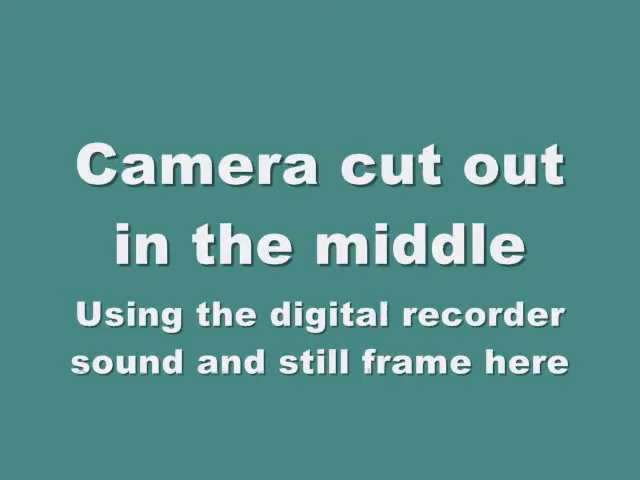 Camera cut out
in the middle
Using the digital recorder
sound and still frame here